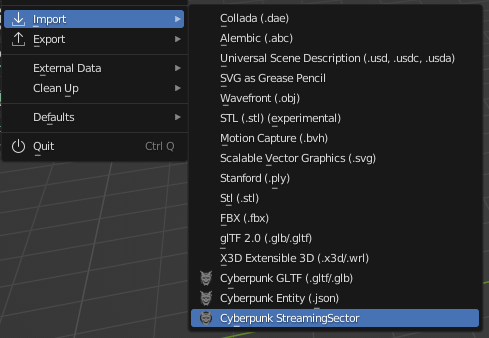 Import
Export
External Data
Clean Up
Defaults
Quit Ctrl Q
Collada (.dae)
Alembic (.abc)
Universal Scene Description (.usd, .usdc, .usda)
SVG as Grease Pencil
Wavefront (.obj)
STL (.stl) (experimental)
Motion Capture (.bvh)
Scalable Vector Graphics (.svg)
Stanford (.ply)
Stl (.stl)
FBX (.fbx)
glTF 2.0 (.glb/.gltf)
X3D Extensible 3D (.x3d/.wrl)
Cyberpunk GLTF (.gltf/.glb)
Cyberpunk Entity (.json)
Cyberpunk StreamingSector